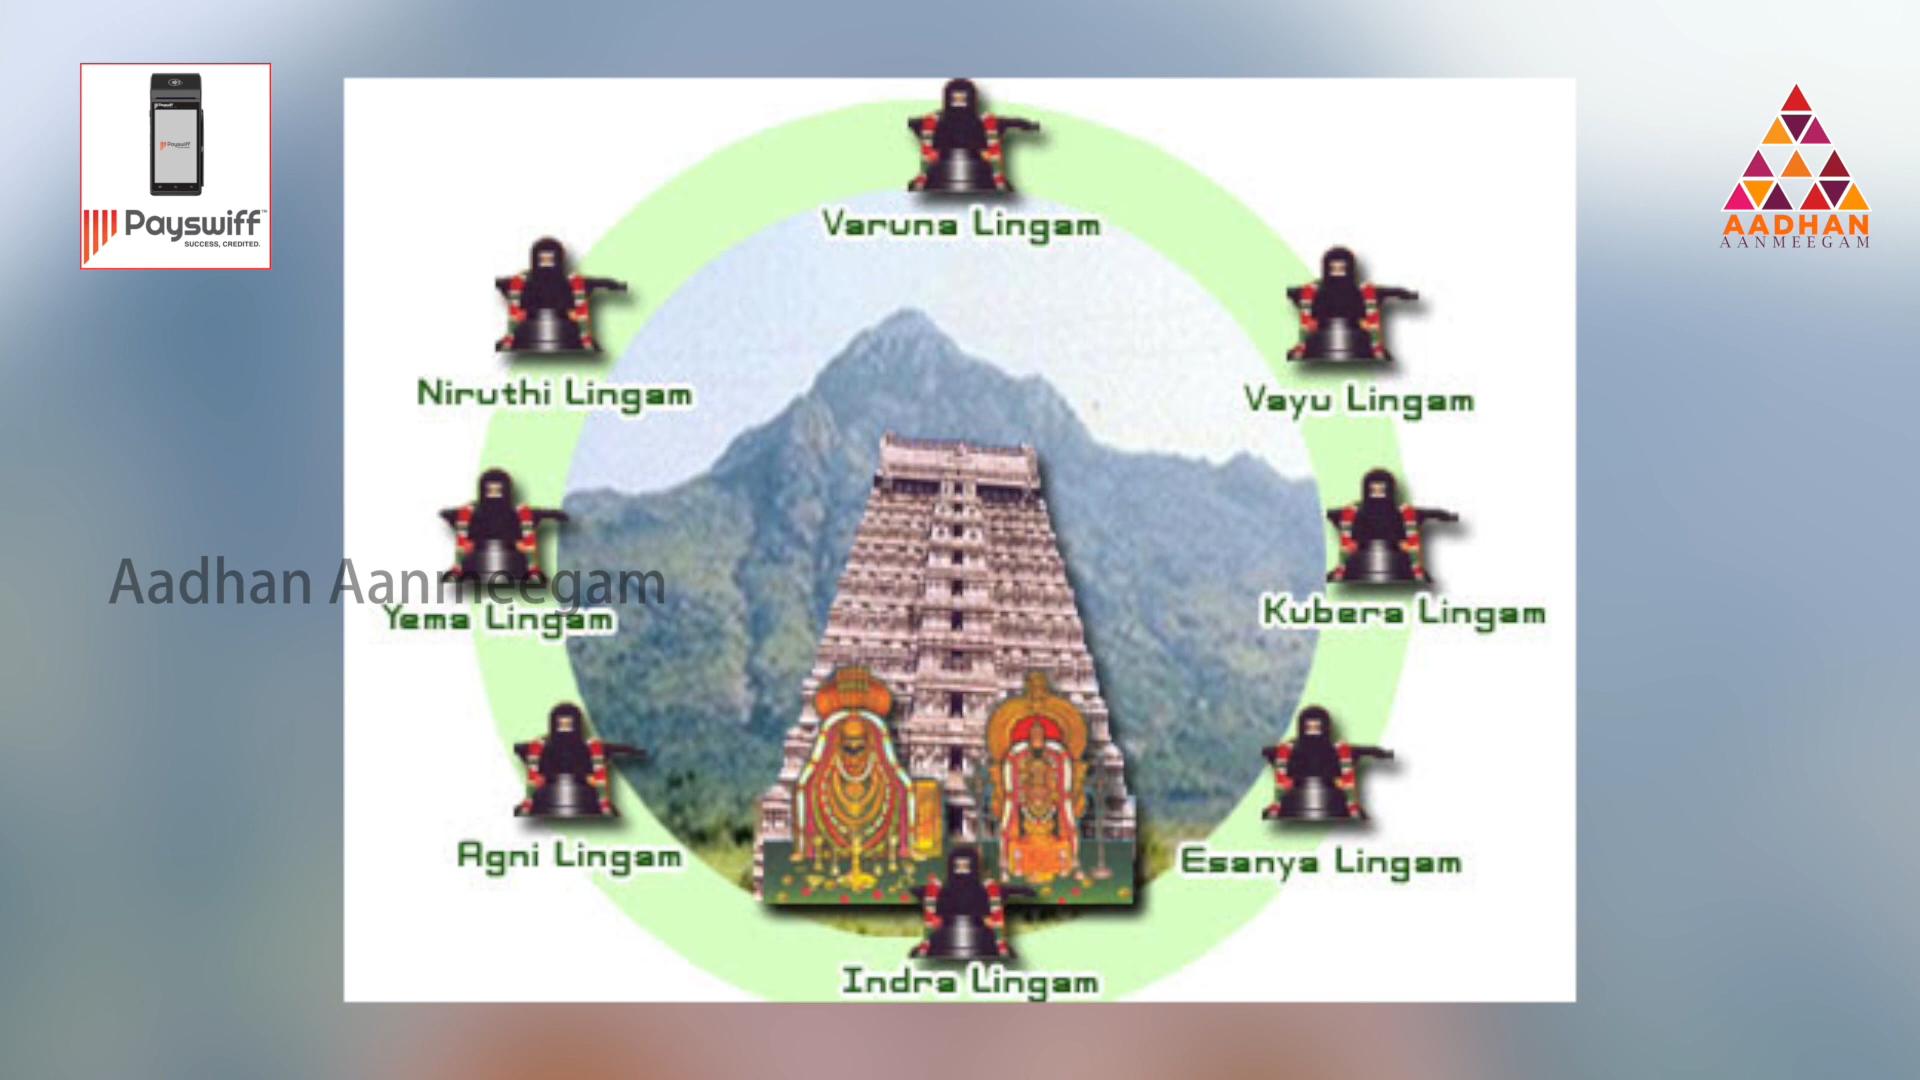 Payswiff
Payswiff™
SUCCESS, CREDITED.
AADHAN
AANMEEGAM
Varuna Lingam
Niruthi Lingam
Vayu Lingam
Aadhan Aanmeegam
Yema Lingam
Kubera Lingam
Agni Lingam
Esanya Lingam
Indra Lingam